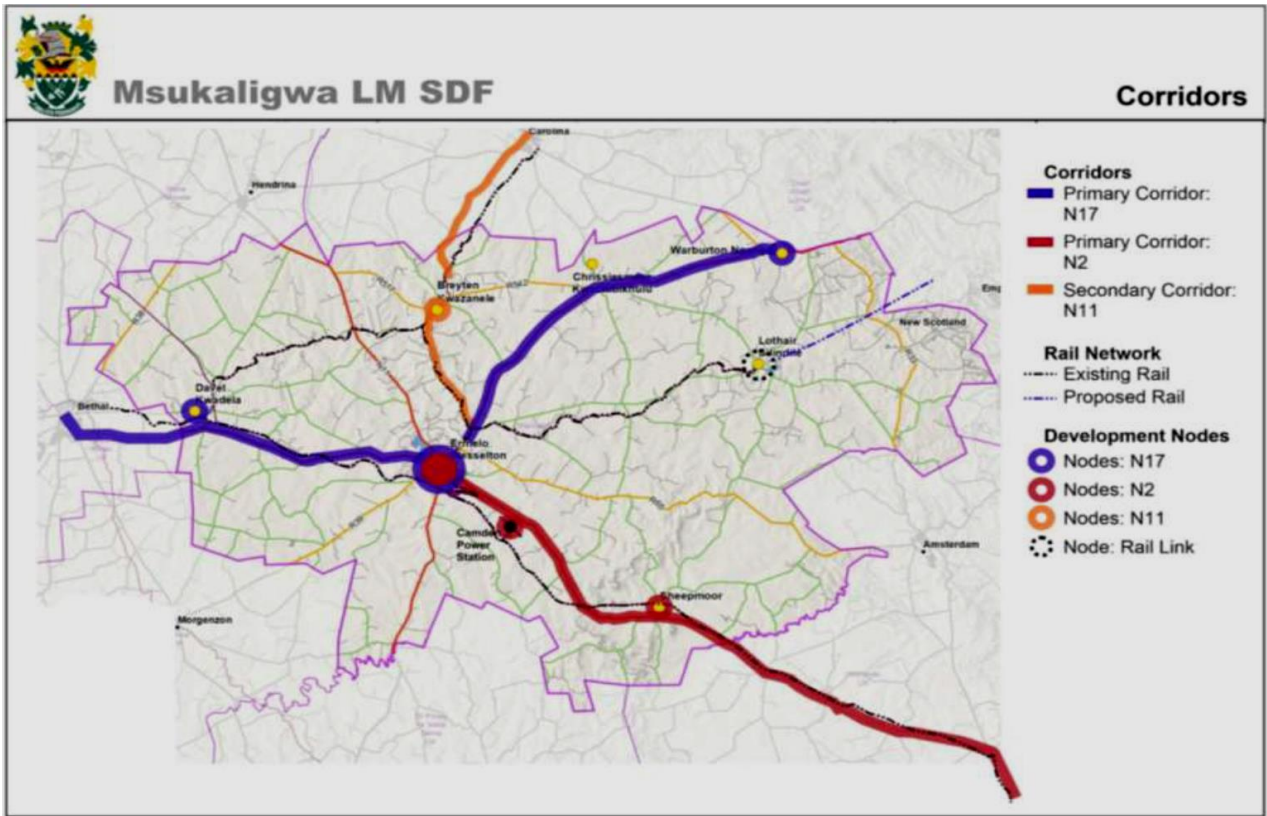 Msukaligwa LM SDF
Corridors
Carolina
Hendrina
Warburton
Breyten
Kwazanele
Lothair
New Scotland
Davel
Kwadela
Bethal
Ermelo
Camden
Power
Station
Sheepmoor
Amsterdam
Morgenzon
Corridors
Primary Corridor:
N17
Primary Corridor:
N2
Secondary Corridor:
N11
Rail Network
Existing Rail
Proposed Rail
Development Nodes
Nodes: N17
Nodes: N2
Nodes: N11
Node: Rail Link